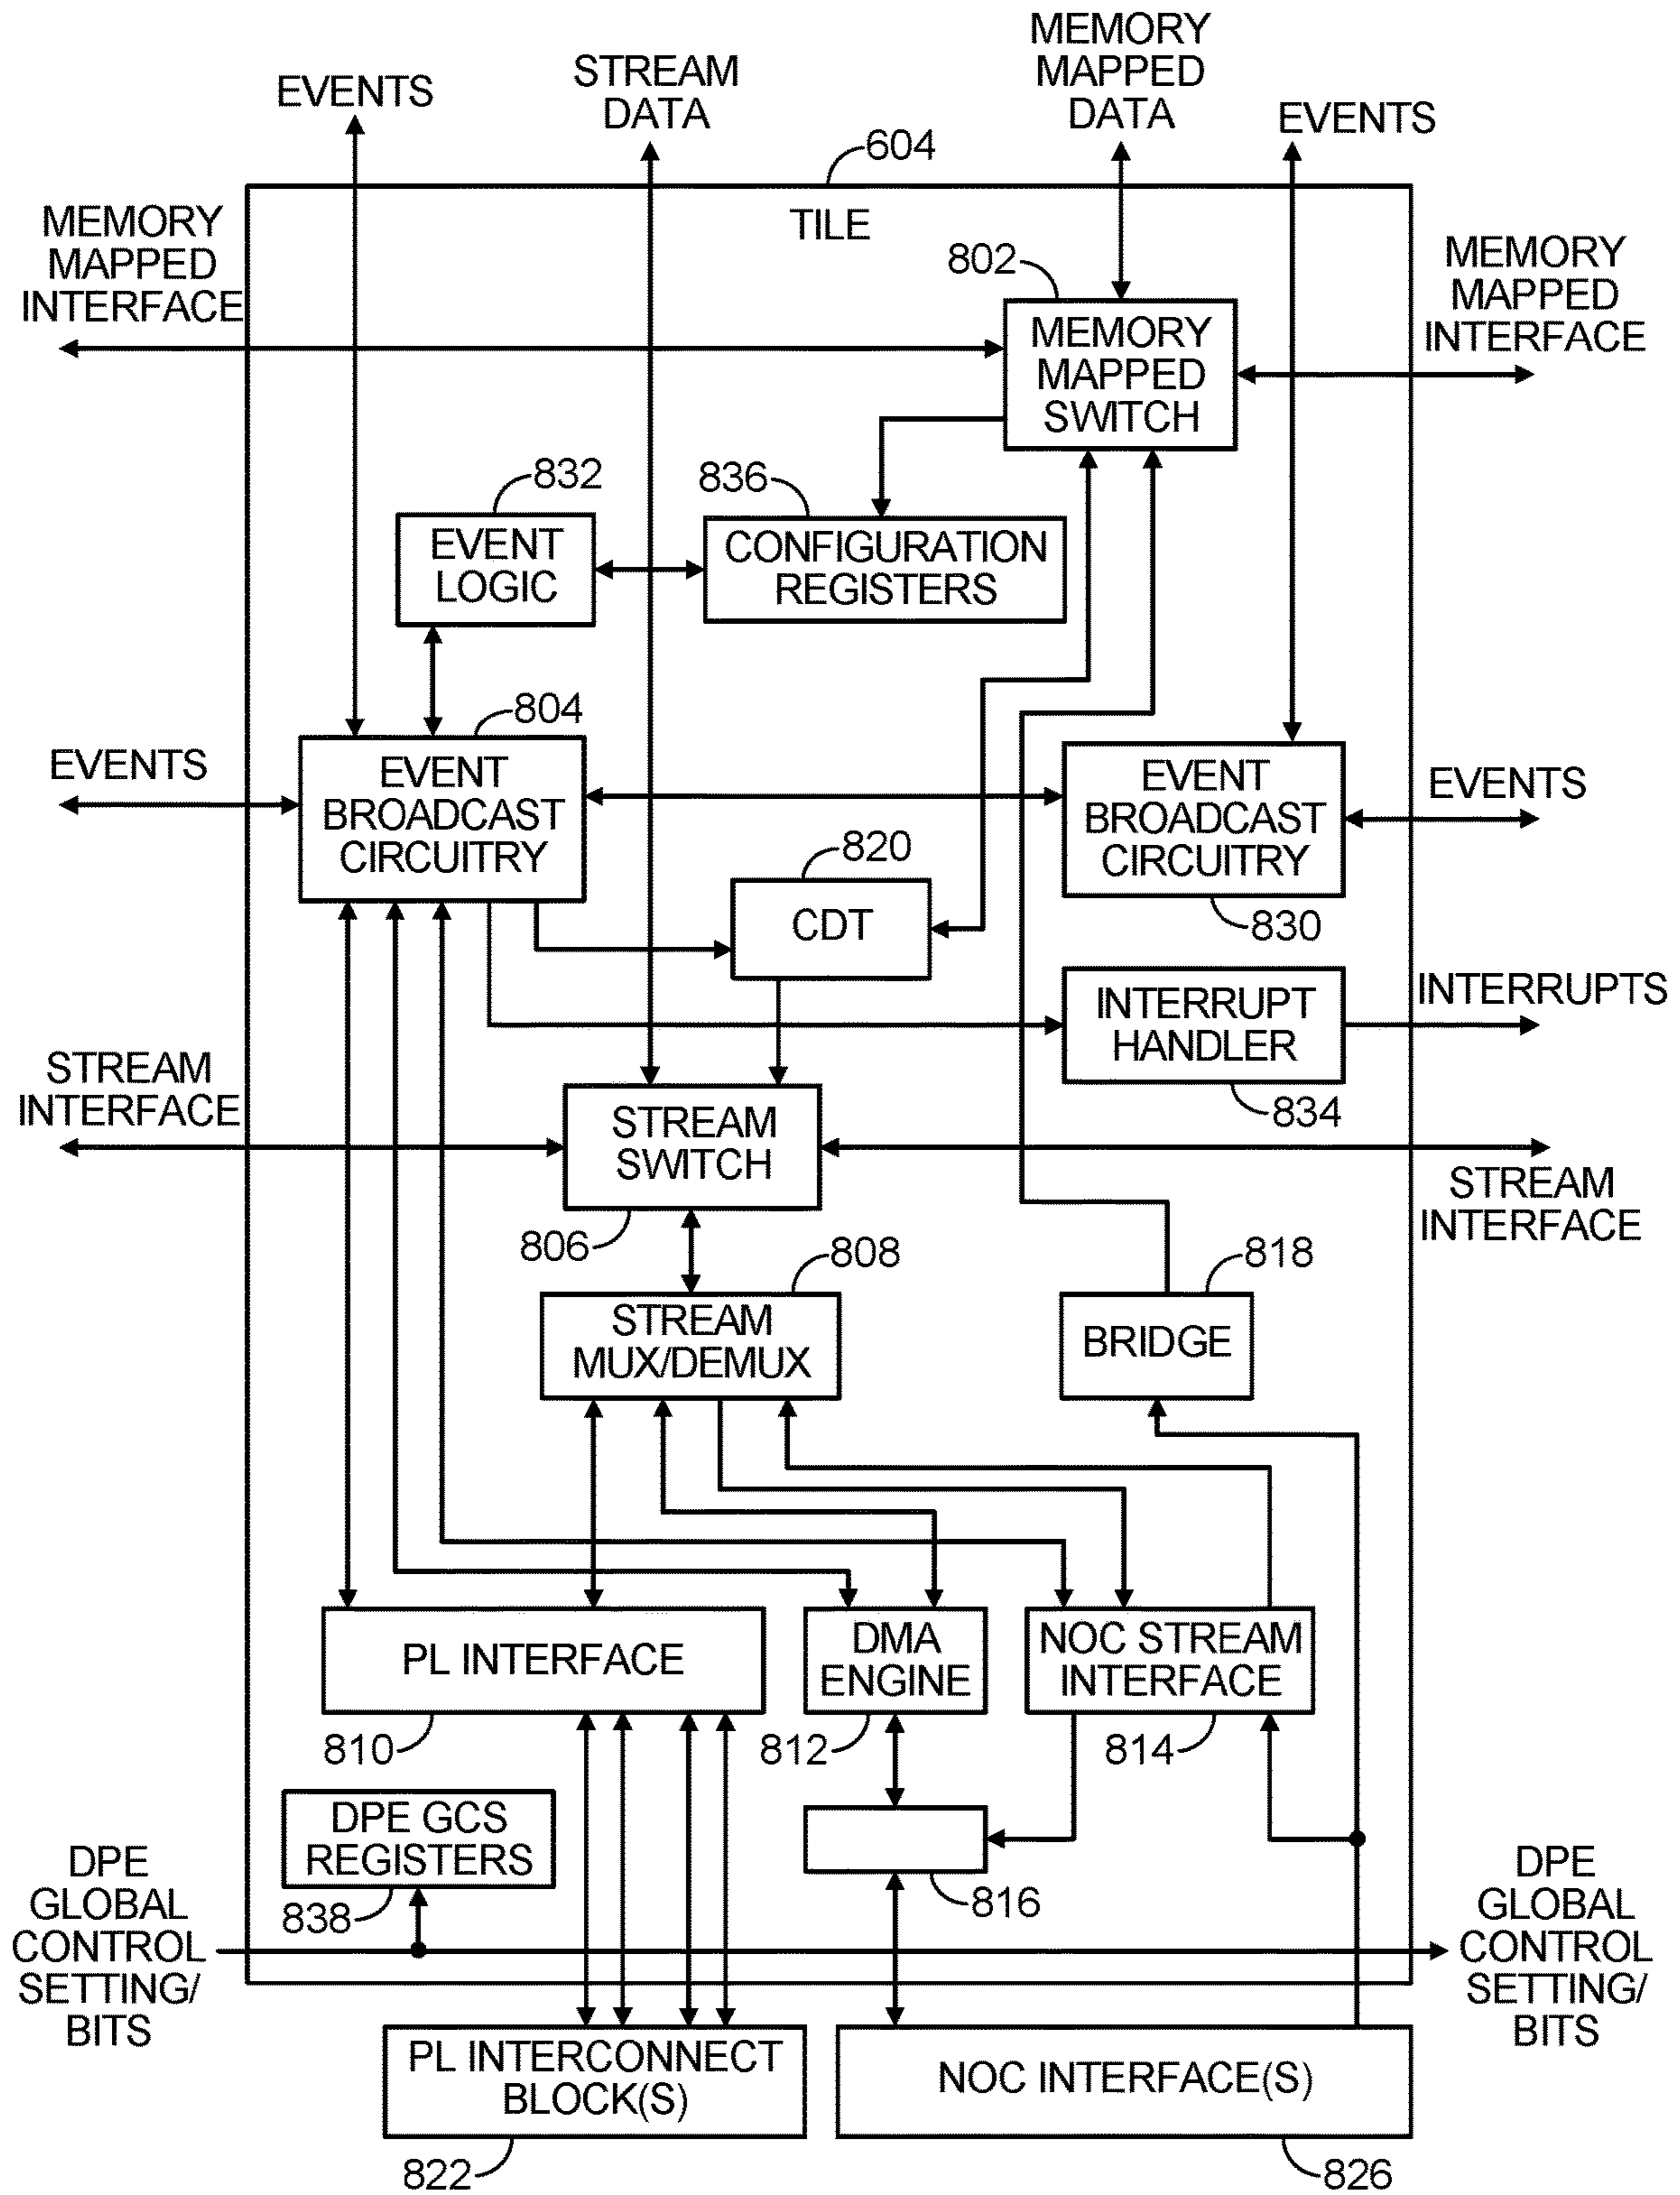 MEMORY
MAPPED
DATA
STREAM
DATA
EVENTS
EVENTS
604
TILE
MEMORY
MAPPED
INTERFACE
802
MEMORY
MAPPED
INTERFACE
MEMORY
MAPPED
SWITCH
832
836
EVENT
LOGIC
CONFIGURATION
REGISTERS
804
EVENTS
EVENT
BROADCAST
CIRCUITRY
EVENT
BROADCAST
CIRCUITRY
EVENTS
820
CDT
830
INTERRUPT
HANDLER
INTERRUPTS
834
STREAM
INTERFACE
STREAM
SWITCH
STREAM
INTERFACE
806
808
818
STREAM
MUX/DEMUX
BRIDGE
PL INTERFACE
DMA
ENGINE
NOC STREAM
INTERFACE
810
812
814
DPE GCS
REGISTERS
838
816
DPE
GLOBAL
CONTROL
SETTING/
BITS
DPE
GLOBAL
CONTROL
SETTING/
BITS
PL INTERCONNECT
BLOCK(S)
NOC INTERFACE(S)
822
826